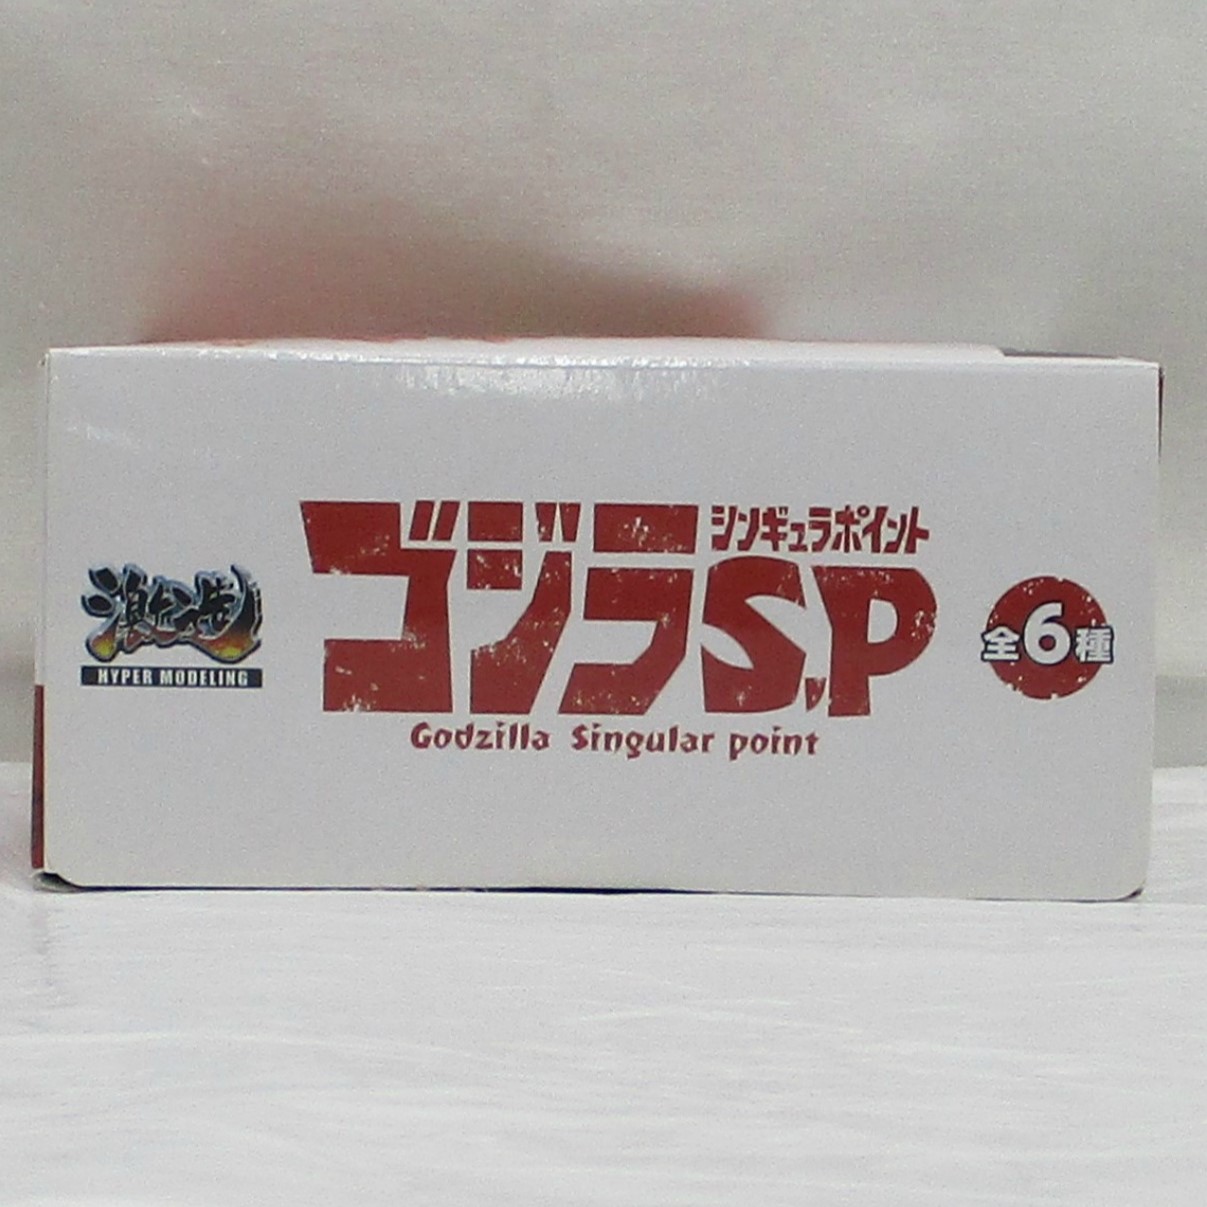 激造
HYPER MODELING
ゴジラS.P
シンギュラポイント
Godzilla Singular point
全6種